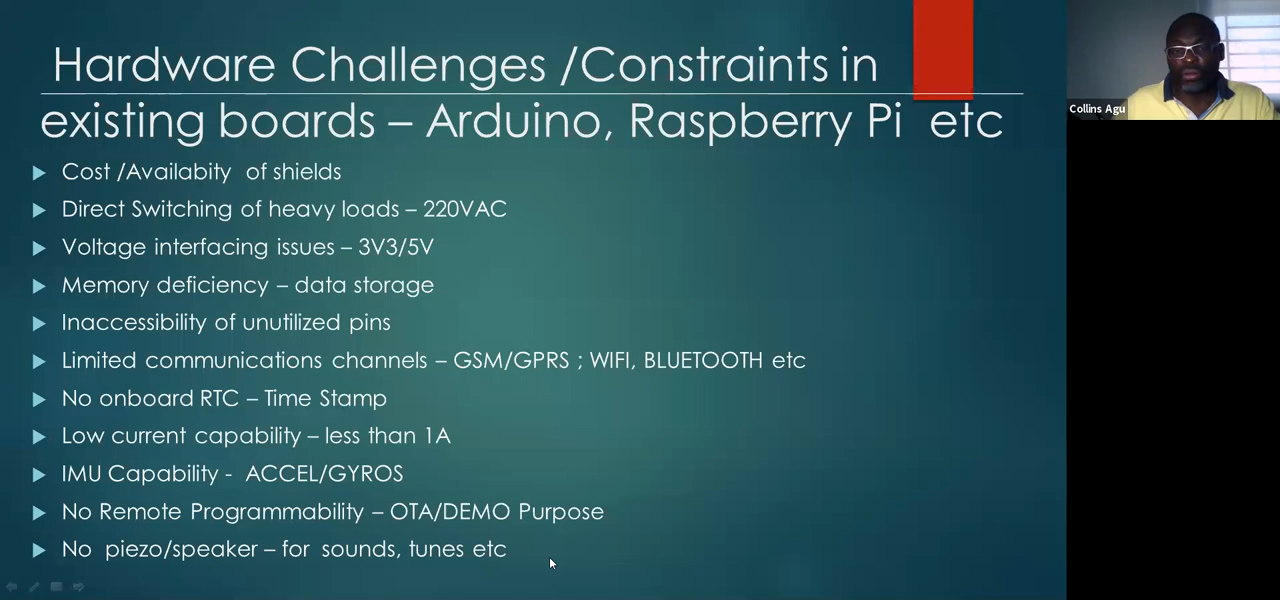 Hardware Challenges /Constraints in
existing boards – Arduino, Raspberry Pi etc
Cost /Availabity of shields
Direct Switching of heavy loads – 220VAC
Voltage interfacing issues – 3V3/5V
Memory deficiency – data storage
Inaccessibility of unutilized pins
Limited communications channels – GSM/GPRS ; WIFI, BLUETOOTH etc
No onboard RTC – Time Stamp
Low current capability – less than 1A
IMU Capability - ACCEL/GYROS
No Remote Programmability – OTA/DEMO Purpose
No piezo/speaker – for sounds, tunes etc
Collins Agu